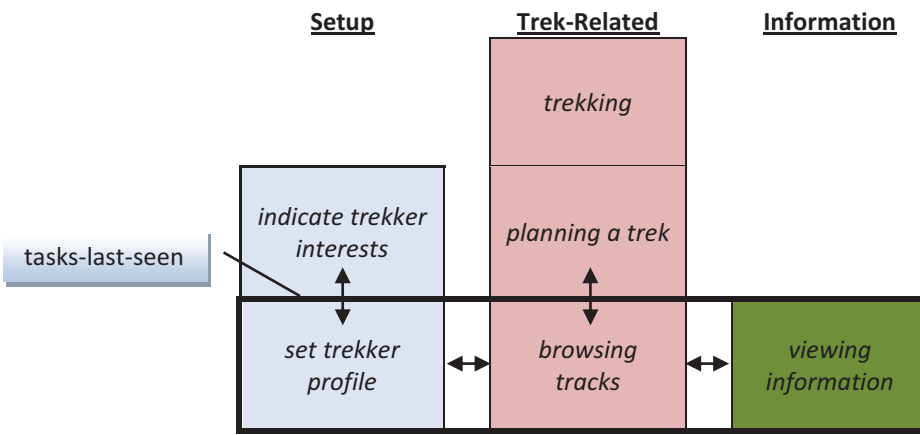 Setup
Trek-Related
Information
trekking
indicate trekker
interests
planning a trek
tasks-last-seen
set trekker
profile
browsing
tracks
viewing
information